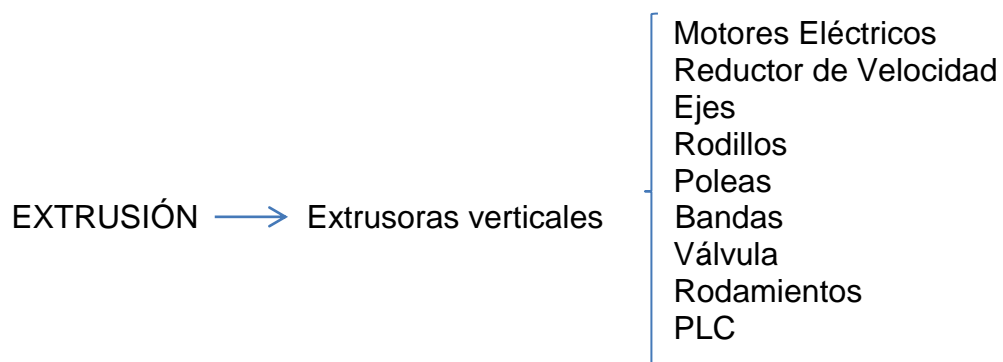 Motores Eléctricos
Reductor de Velocidad
Ejes
Rodillos
Poleas
EXTRUSIÓN Extrusoras verticales Bandas
Válvula
Rodamientos
PLC